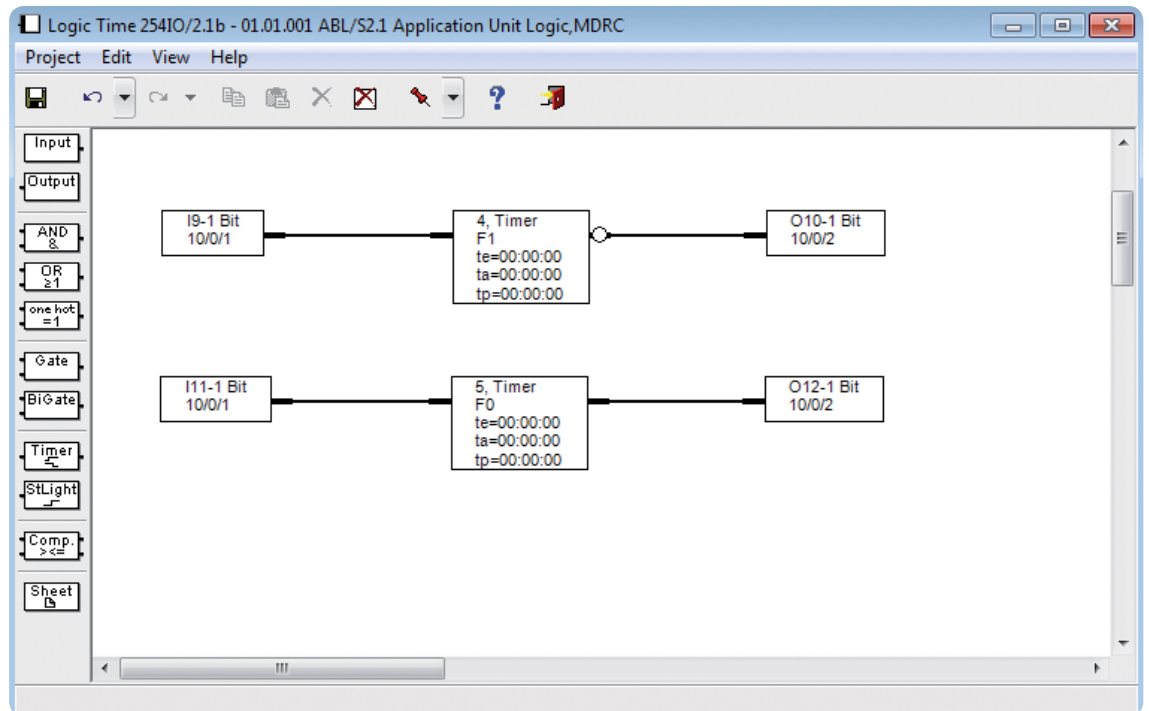 Logic Time 254IO/2.1b - 01.01.001 ABL/S2.1 Application Unit Logic,MDRC
Project Edit View Help
?
Input
Output
AND
&
OR
≥1
one hot
=1
Gate
BiGate
Timer
StLight
Comp.
><=
Sheet
I9-1 Bit
10/0/1
4, Timer
F1
te=00:00:00
ta=00:00:00
tp=00:00:00
O10-1 Bit
10/0/2
I11-1 Bit
10/0/1
5, Timer
F0
te=00:00:00
ta=00:00:00
tp=00:00:00
O12-1 Bit
10/0/2